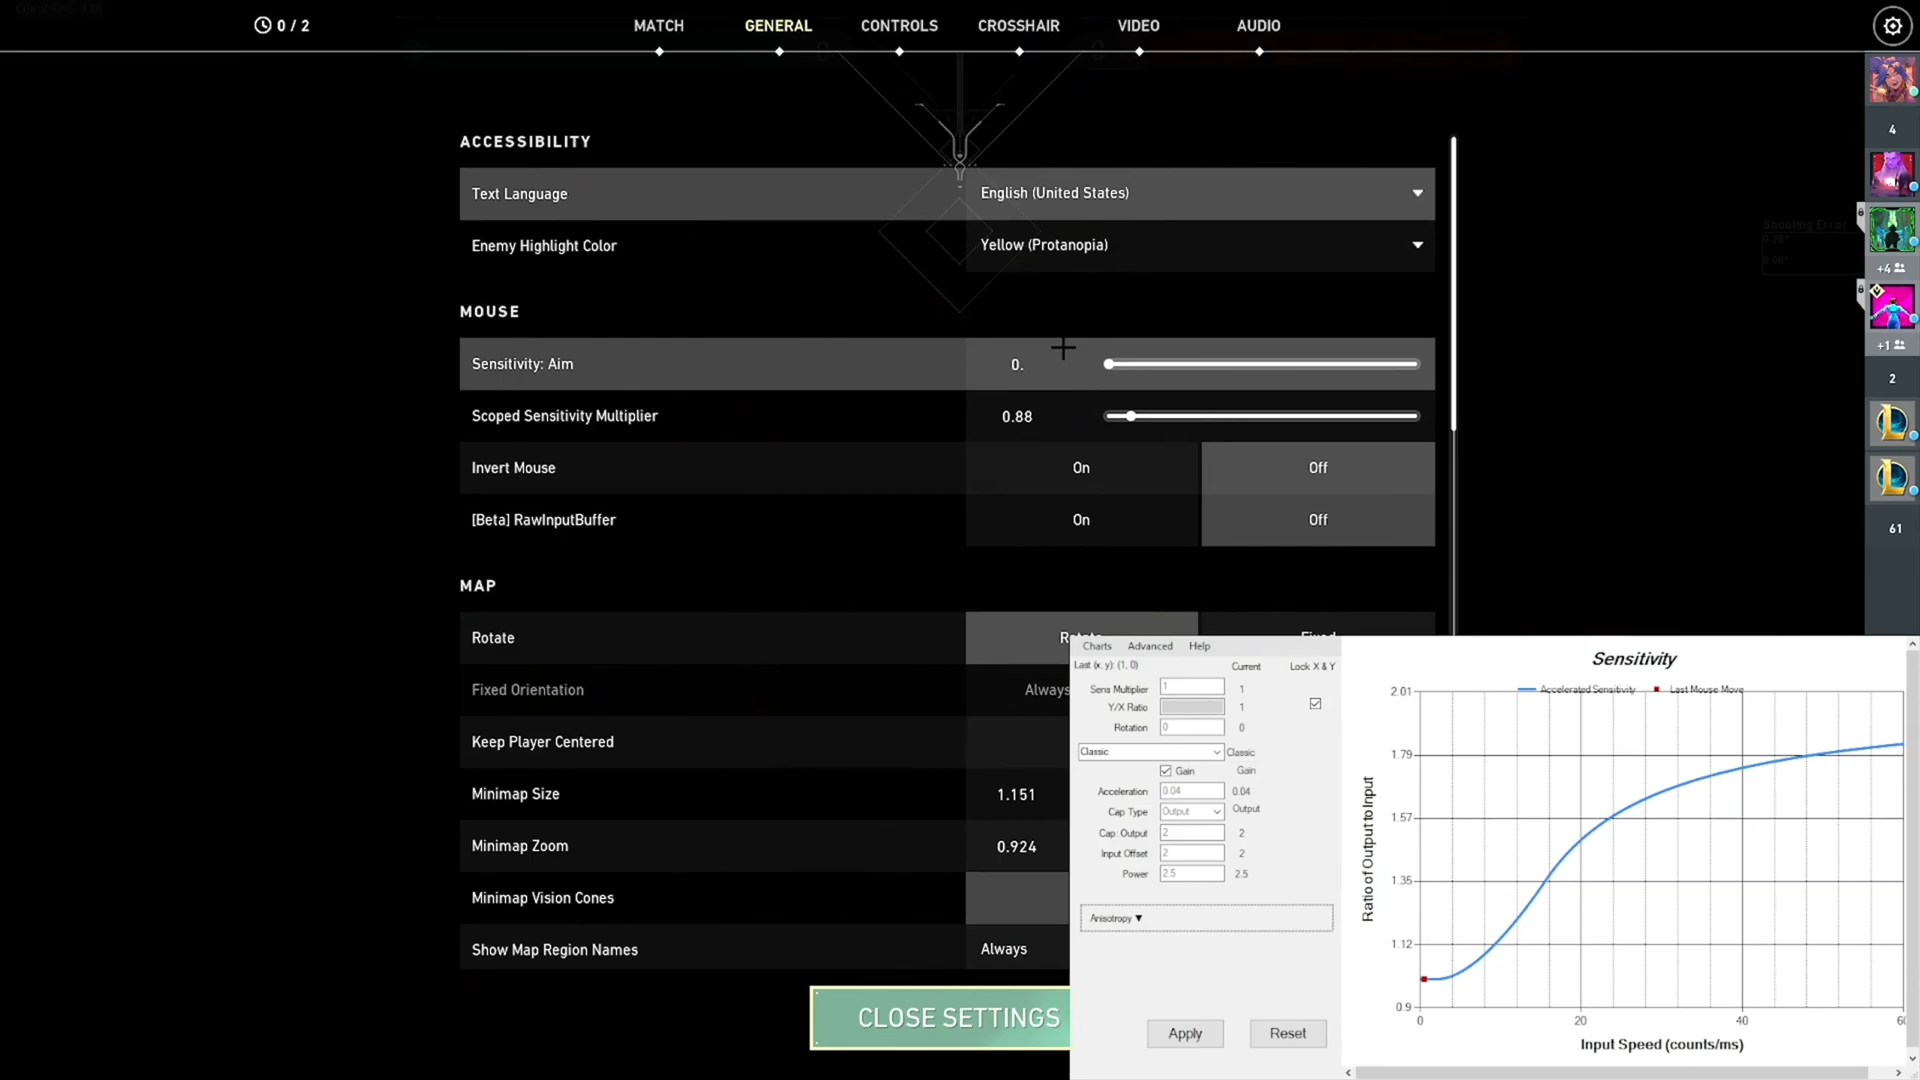 0 / 2
MATCH
GENERAL
CONTROLS
CROSSHAIR
VIDEO
AUDIO
ACCESSIBILITY
Text Language
English (United States)
Enemy Highlight Color
Yellow (Protanopia)
MOUSE
Sensitivity: Aim
0.
Scoped Sensitivity Multiplier
0.88
Invert Mouse
On
Off
[Beta] RawInputBuffer
On
Off
MAP
Rotate
Rotate
Fixed
Fixed Orientation
Always
Keep Player Centered
Minimap Size
1.151
Minimap Zoom
0.924
Minimap Vision Cones
Show Map Region Names
Always
CLOSE SETTINGS
4
Shooting Error
+4
+1
2
61
Charts
Advanced
Help
Last (x, y): (1, 0)
Current
Lock X & Y
Sens Multiplier
1
1
Y/X Ratio
1
Rotation
0
0
Classic
Classic
Gain
Gain
Acceleration
0.04
0.04
Cap Type
Output
Output
Cap: Output
2
2
Input Offset
2
2
Power
2.5
2.5
Anisotropy ▼
Apply
Reset
Sensitivity
Accelerated Sensitivity
Last Mouse Move
Ratio of Output to Input
2.01
1.79
1.57
1.35
1.12
0.9
0
20
40
Input Speed (counts/ms)